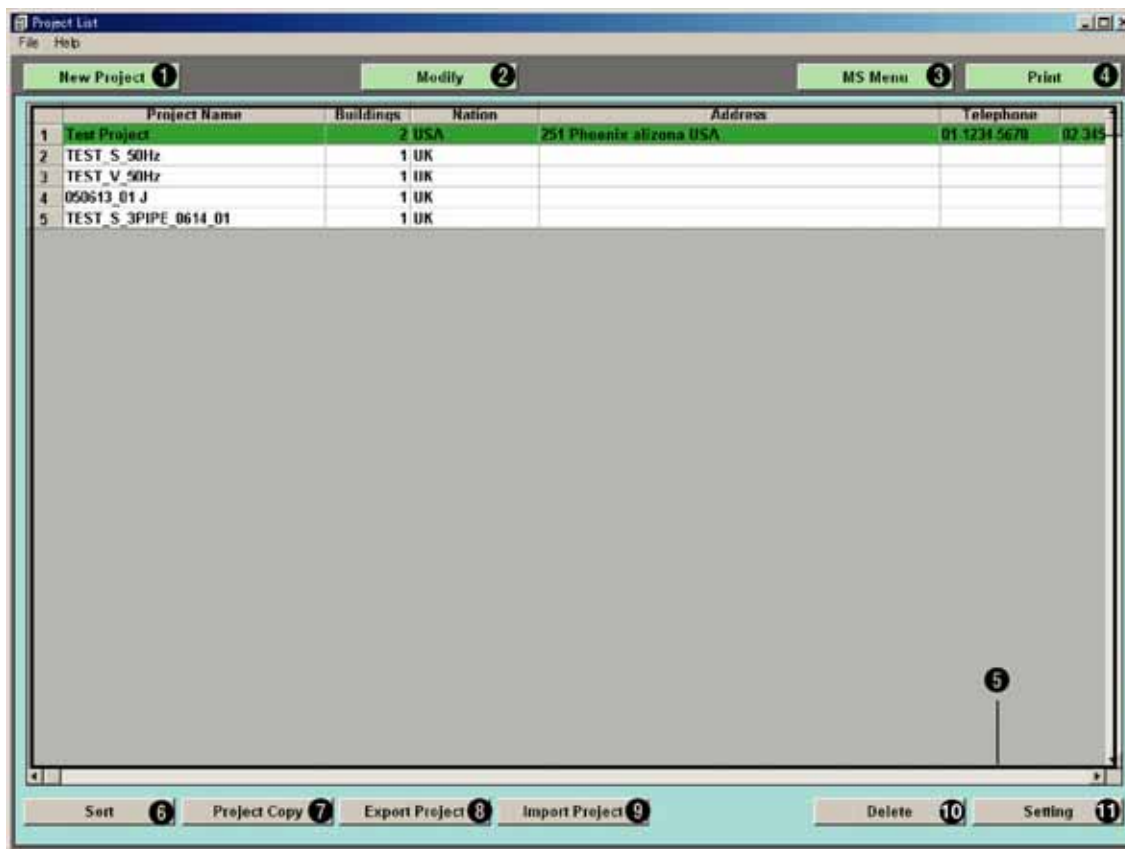 Project List
File Help
New Project 1 Modify 2 MS Menu 3 Print 4
Project Name Buildings Nation Address Telephone
1 Test Project 2 USA 251 Phoenix alizona USA 01 1234 5678 02 345
2 TEST_S_50Hz 1 UK
3 TEST_V_50Hz 1 UK
4 050613_01 J 1 UK
5 TEST_S_3PIPE_0614_01 1 UK
5
Sort 6 Project Copy 7 Export Project 8 Import Project 9 Delete 10 Setting 11